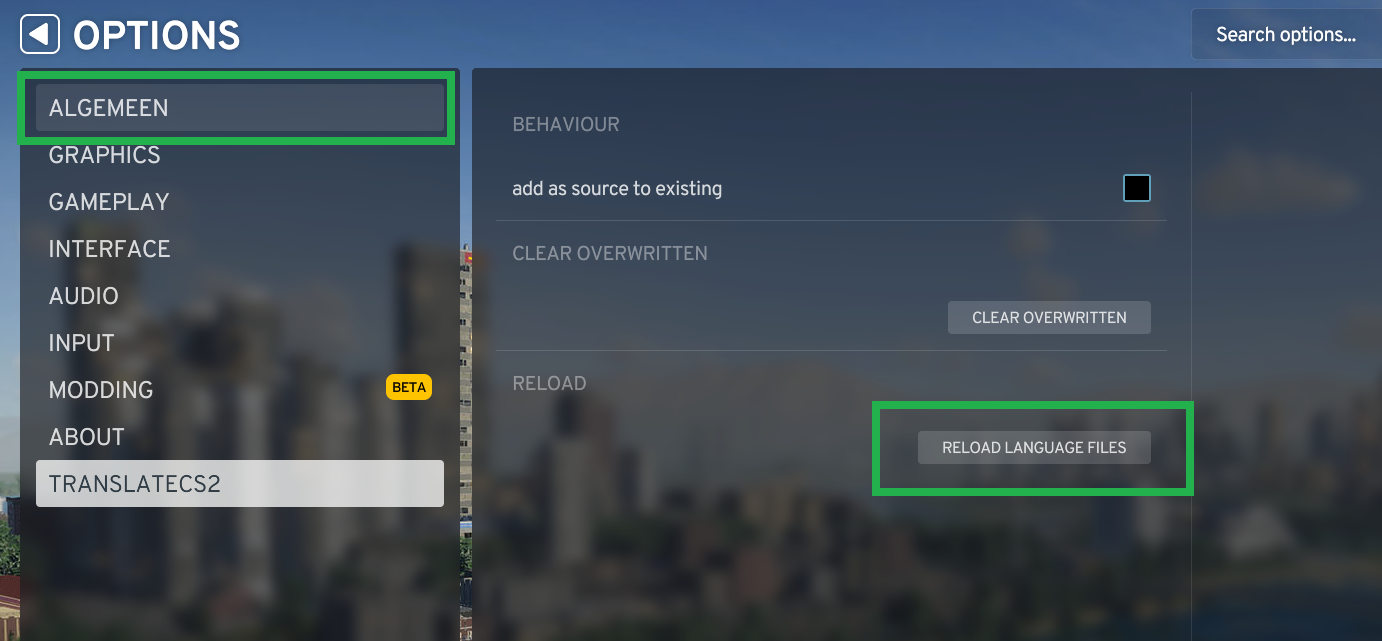 OPTIONS
Search options...
ALGEMEEN
GRAPHICS
GAMEPLAY
INTERFACE
AUDIO
INPUT
MODDING
BETA
ABOUT
TRANSLATECS2
BEHAVIOUR
add as source to existing
CLEAR OVERWRITTEN
CLEAR OVERWRITTEN
RELOAD
RELOAD LANGUAGE FILES